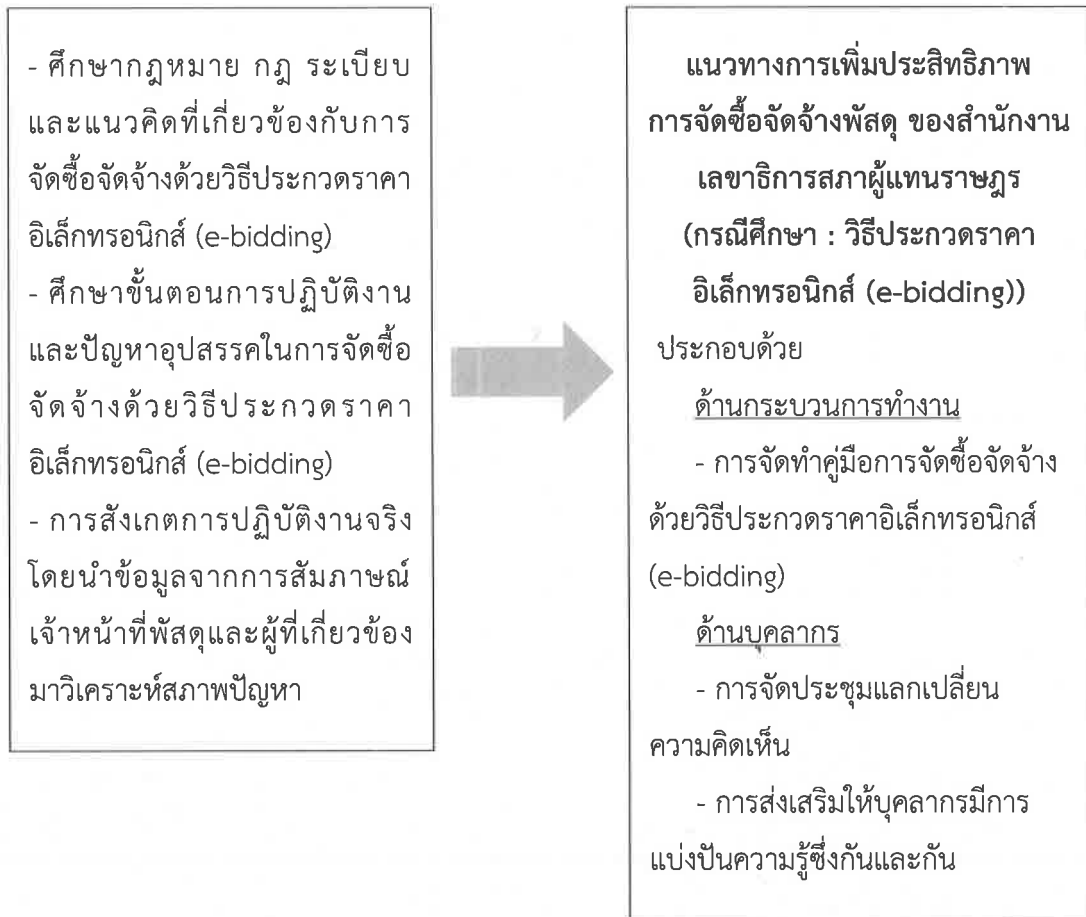 - ศึกษากฎหมาย กฎ ระเบียบ
และแนวคิดที่เกี่ยวข้องกับการ
จัดซื้อจัดจ้างด้วยวิธีประกวดราคา
อิเล็กทรอนิกส์ (e-bidding)
- ศึกษาขั้นตอนการปฏิบัติงาน
และปัญหาอุปสรรคในการจัดซื้อ
จัดจ้างด้วยวิธีประกวดราคา
อิเล็กทรอนิกส์ (e-bidding)
- การสังเกตการปฏิบัติงานจริง
โดยนำข้อมูลจากการสัมภาษณ์
เจ้าหน้าที่พัสดุและผู้ที่เกี่ยวข้อง
มาวิเคราะห์สภาพปัญหา
แนวทางการเพิ่มประสิทธิภาพ
การจัดซื้อจัดจ้างพัสดุ ของสำนักงาน
เลขาธิการสภาผู้แทนราษฎร
(กรณีศึกษา : วิธีประกวดราคา
อิเล็กทรอนิกส์ (e-bidding))
ประกอบด้วย
ด้านกระบวนการทำงาน
- การจัดทำคู่มือการจัดซื้อจัดจ้าง
ด้วยวิธีประกวดราคาอิเล็กทรอนิกส์
(e-bidding)
ด้านบุคลากร
- การจัดประชุมแลกเปลี่ยน
ความคิดเห็น
- การส่งเสริมให้บุคลากรมีการ
แบ่งปันความรู้ซึ่งกันและกัน